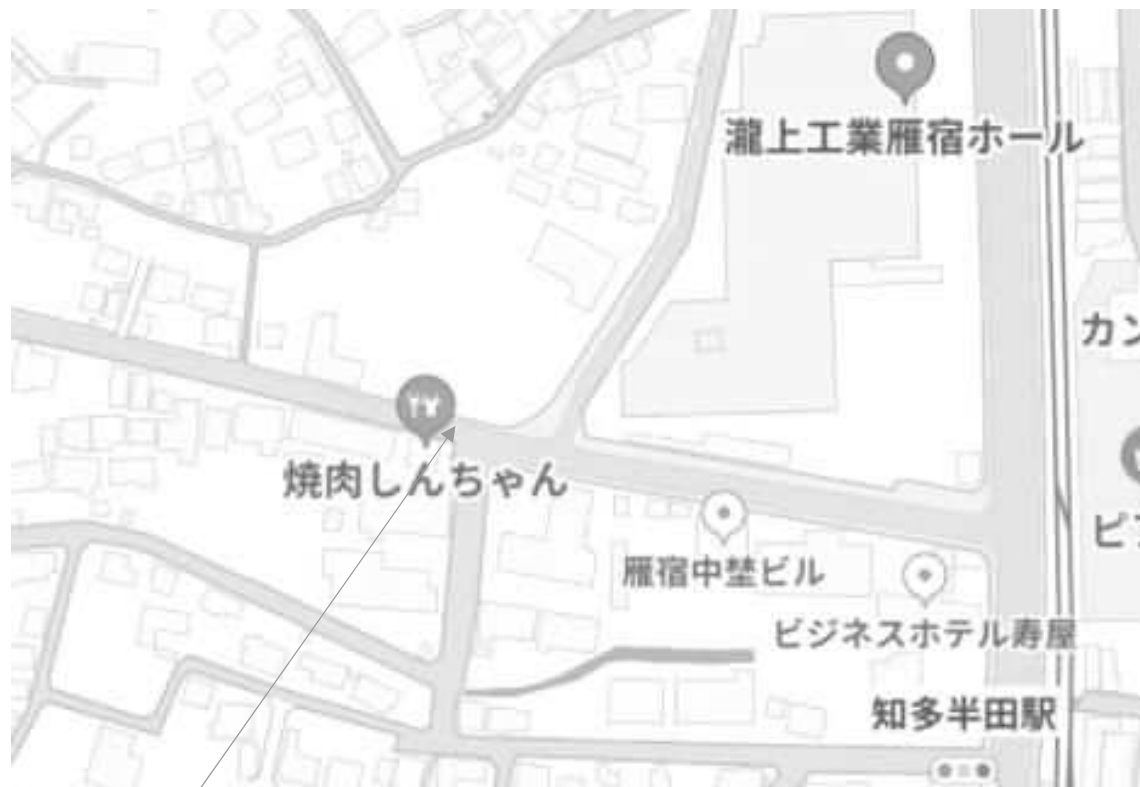 瀧上工業雁宿ホール
カン
焼肉しんちゃん
雁宿中埜ビル
ビジネスホテル寿屋
知多半田駅